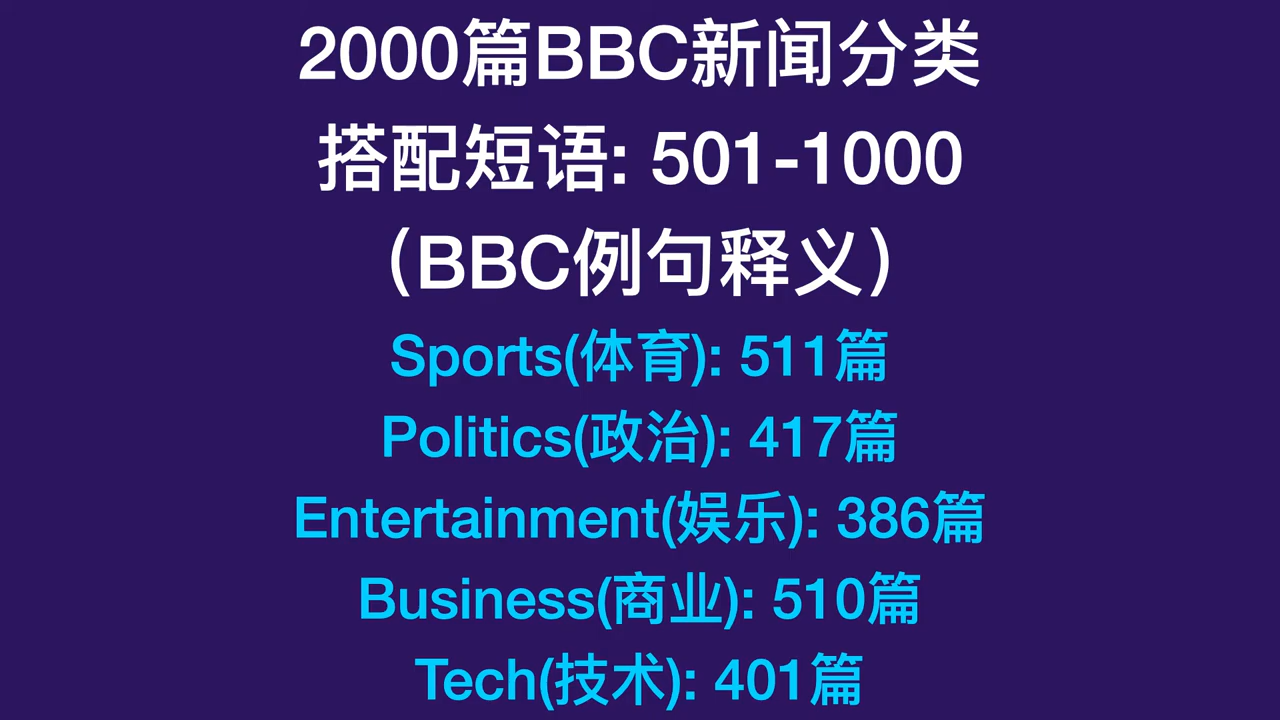 2000篇BBC新闻分类
搭配短语: 501-1000
（BBC例句释义）
Sports(体育): 511篇
Politics(政治): 417篇
Entertainment(娱乐): 386篇
Business(商业): 510篇
Tech(技术): 401篇